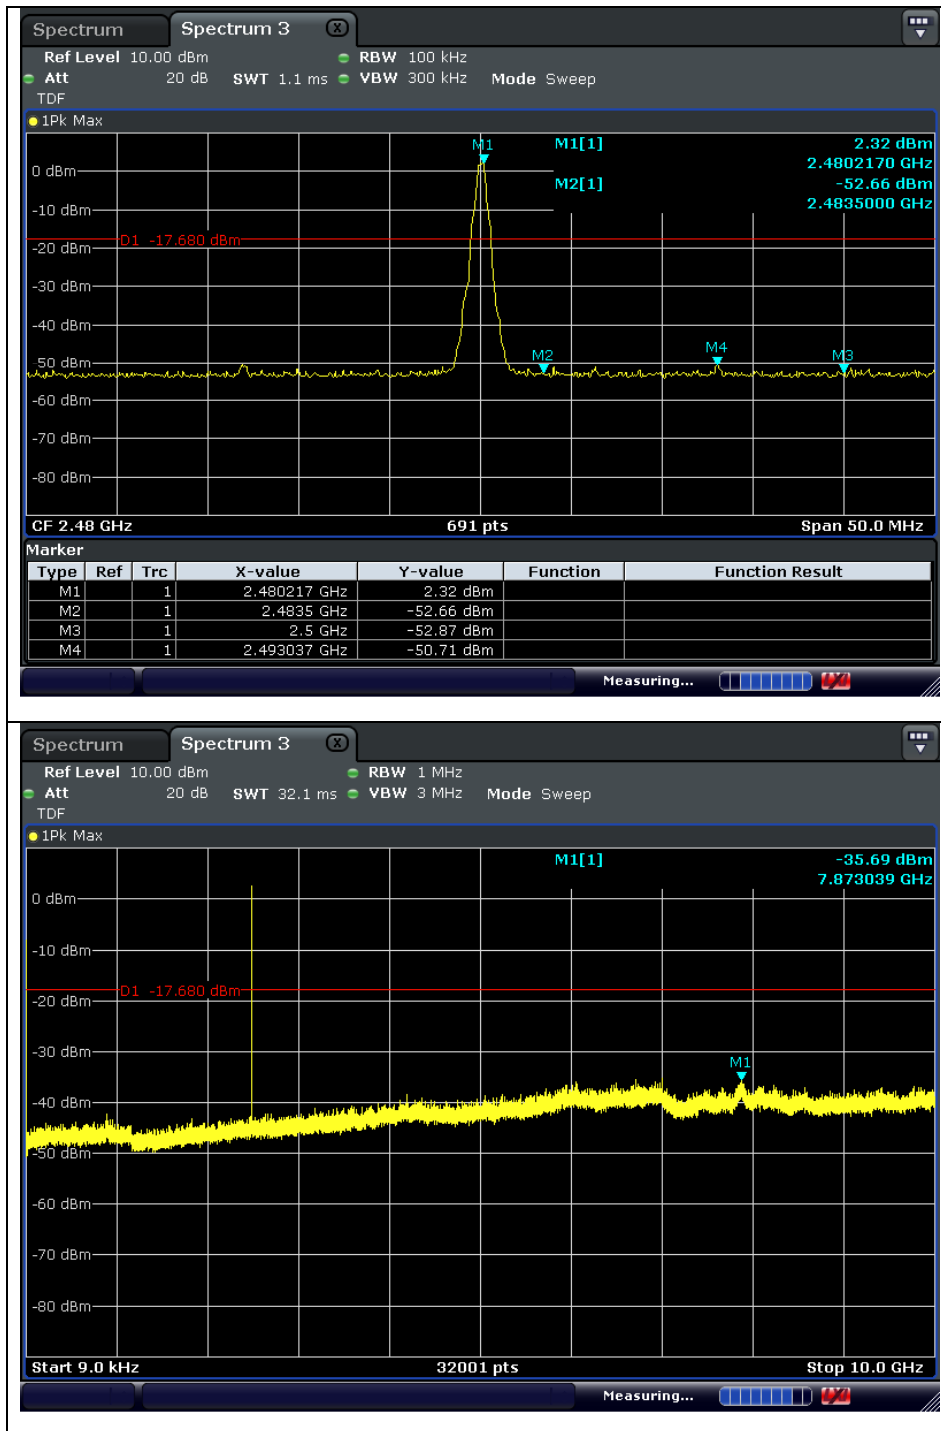 Spectrum Spectrum 3 X
Ref Level 10.00 dBm RBW 100 kHz
Att 20 dB SWT 1.1 ms VBW 300 kHz Mode Sweep
TDF
1Pk Max
M1 M1[1] 2.32 dBm
2.4802170 GHz
0 dBm
M2[1] -52.66 dBm
2.4835000 GHz
-10 dBm
D1 -17.680 dBm
-20 dBm
-30 dBm
-40 dBm
M2 M4 M3
-50 dBm
-60 dBm
-70 dBm
-80 dBm
CF 2.48 GHz 691 pts Span 50.0 MHz
Marker
Type Ref Trc X-value Y-value Function Function Result
M1 1 2.480217 GHz 2.32 dBm
M2 1 2.4835 GHz -52.66 dBm
M3 1 2.5 GHz -52.87 dBm
M4 1 2.493037 GHz -50.71 dBm
Measuring...
Spectrum Spectrum 3 X
Ref Level 10.00 dBm RBW 1 MHz
Att 20 dB SWT 32.1 ms VBW 3 MHz Mode Sweep
TDF
1Pk Max
M1[1] -35.69 dBm
7.873039 GHz
0 dBm
-10 dBm
D1 -17.680 dBm
-20 dBm
-30 dBm
M1
-40 dBm
-50 dBm
-60 dBm
-70 dBm
-80 dBm
Start 9.0 kHz 32001 pts Stop 10.0 GHz
Measuring...